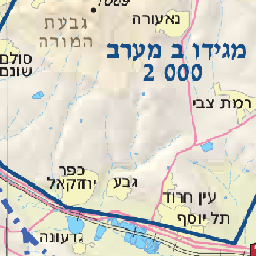 גבעת
המורה
נאעורה
מגידו ב מערב
2 000
סולם
שונם
רמת צבי
כפר
יחזקאל
גבע
עין חרוד
תל יוסף
גדעונה